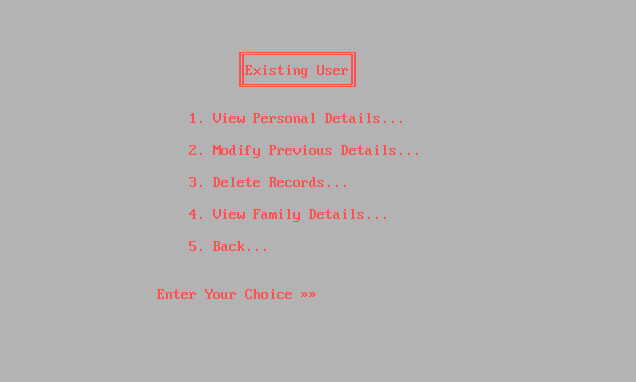 Existing User
1. View Personal Details...
2. Modify Previous Details...
3. Delete Records...
4. View Family Details...
5. Back...
Enter Your Choice »»